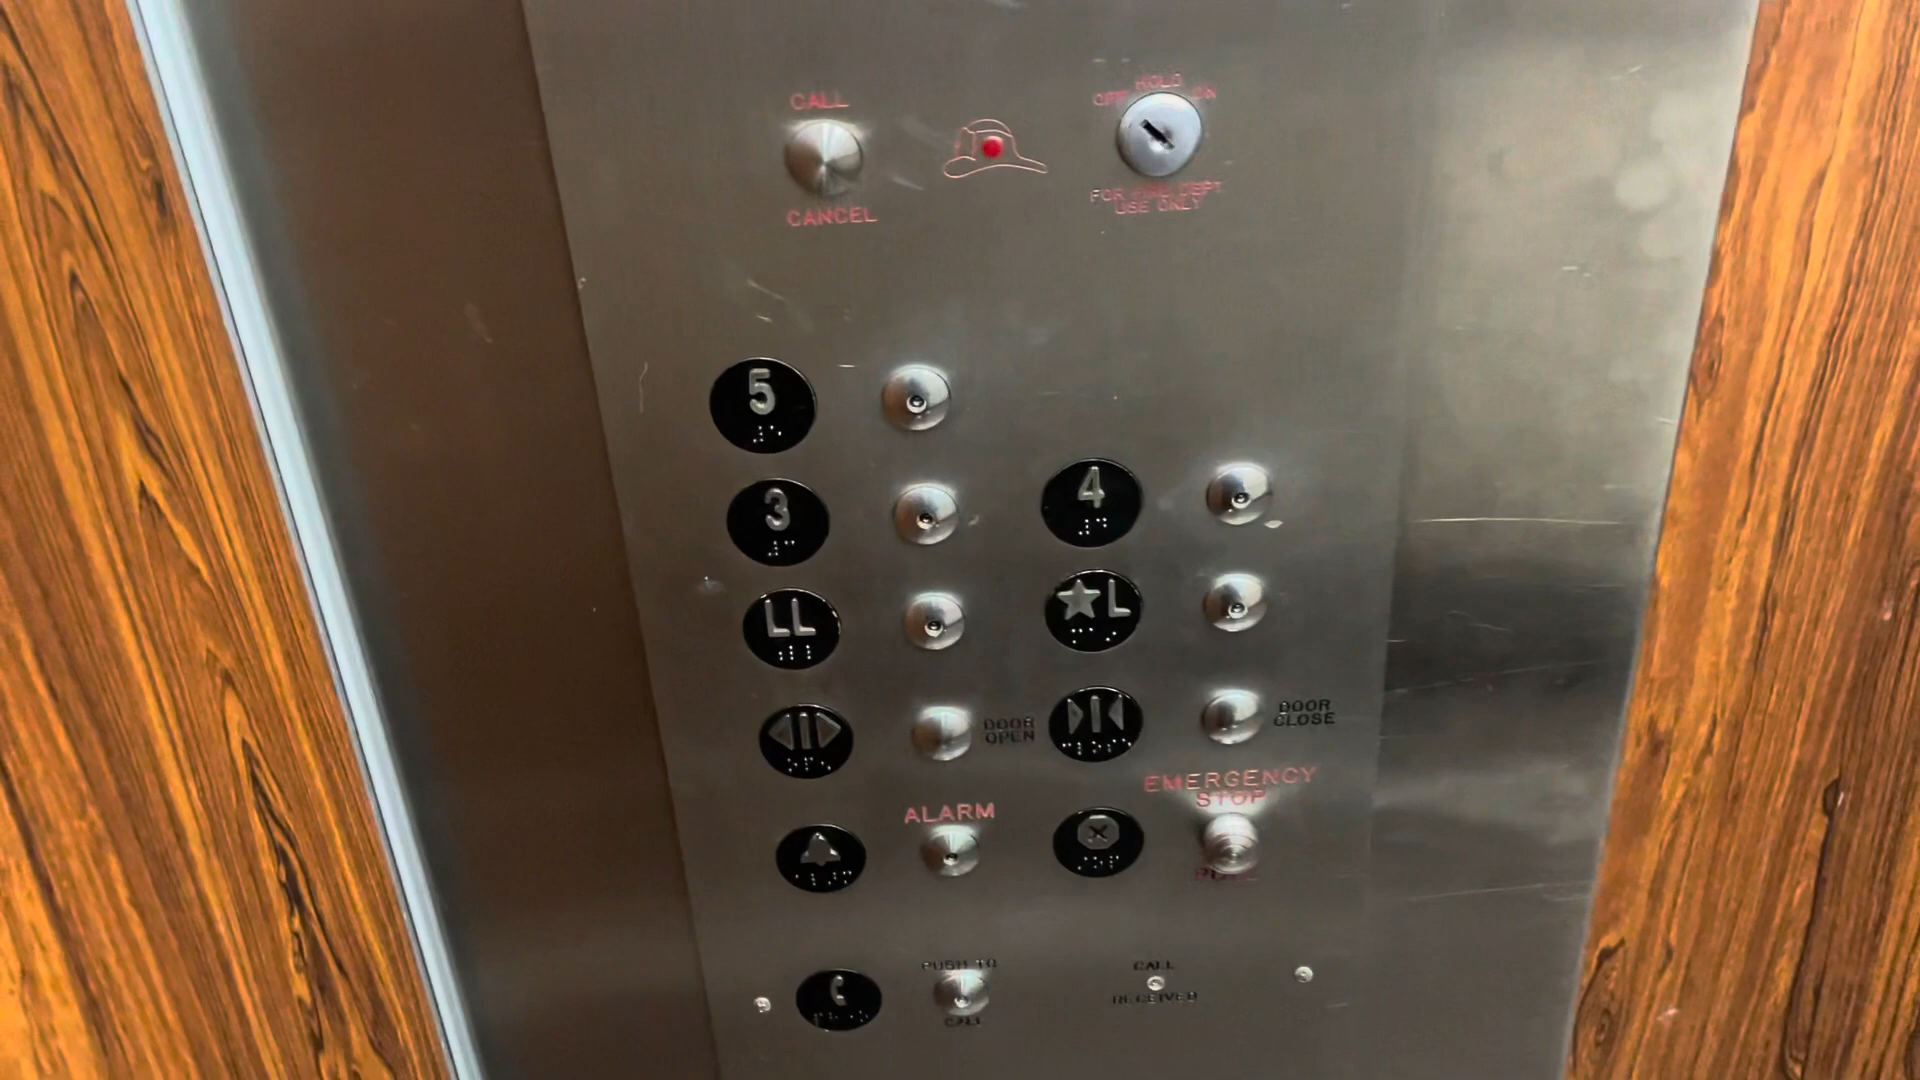 CALL
CANCEL
HOLD
OFF ON
FOR FIRE DEPT
USE ONLY
5
3
4
LL
★L
DOOR
OPEN
DOOR
CLOSE
ALARM
EMERGENCY
STOP
PUSH TO
CALL
CALL
RECEIVED